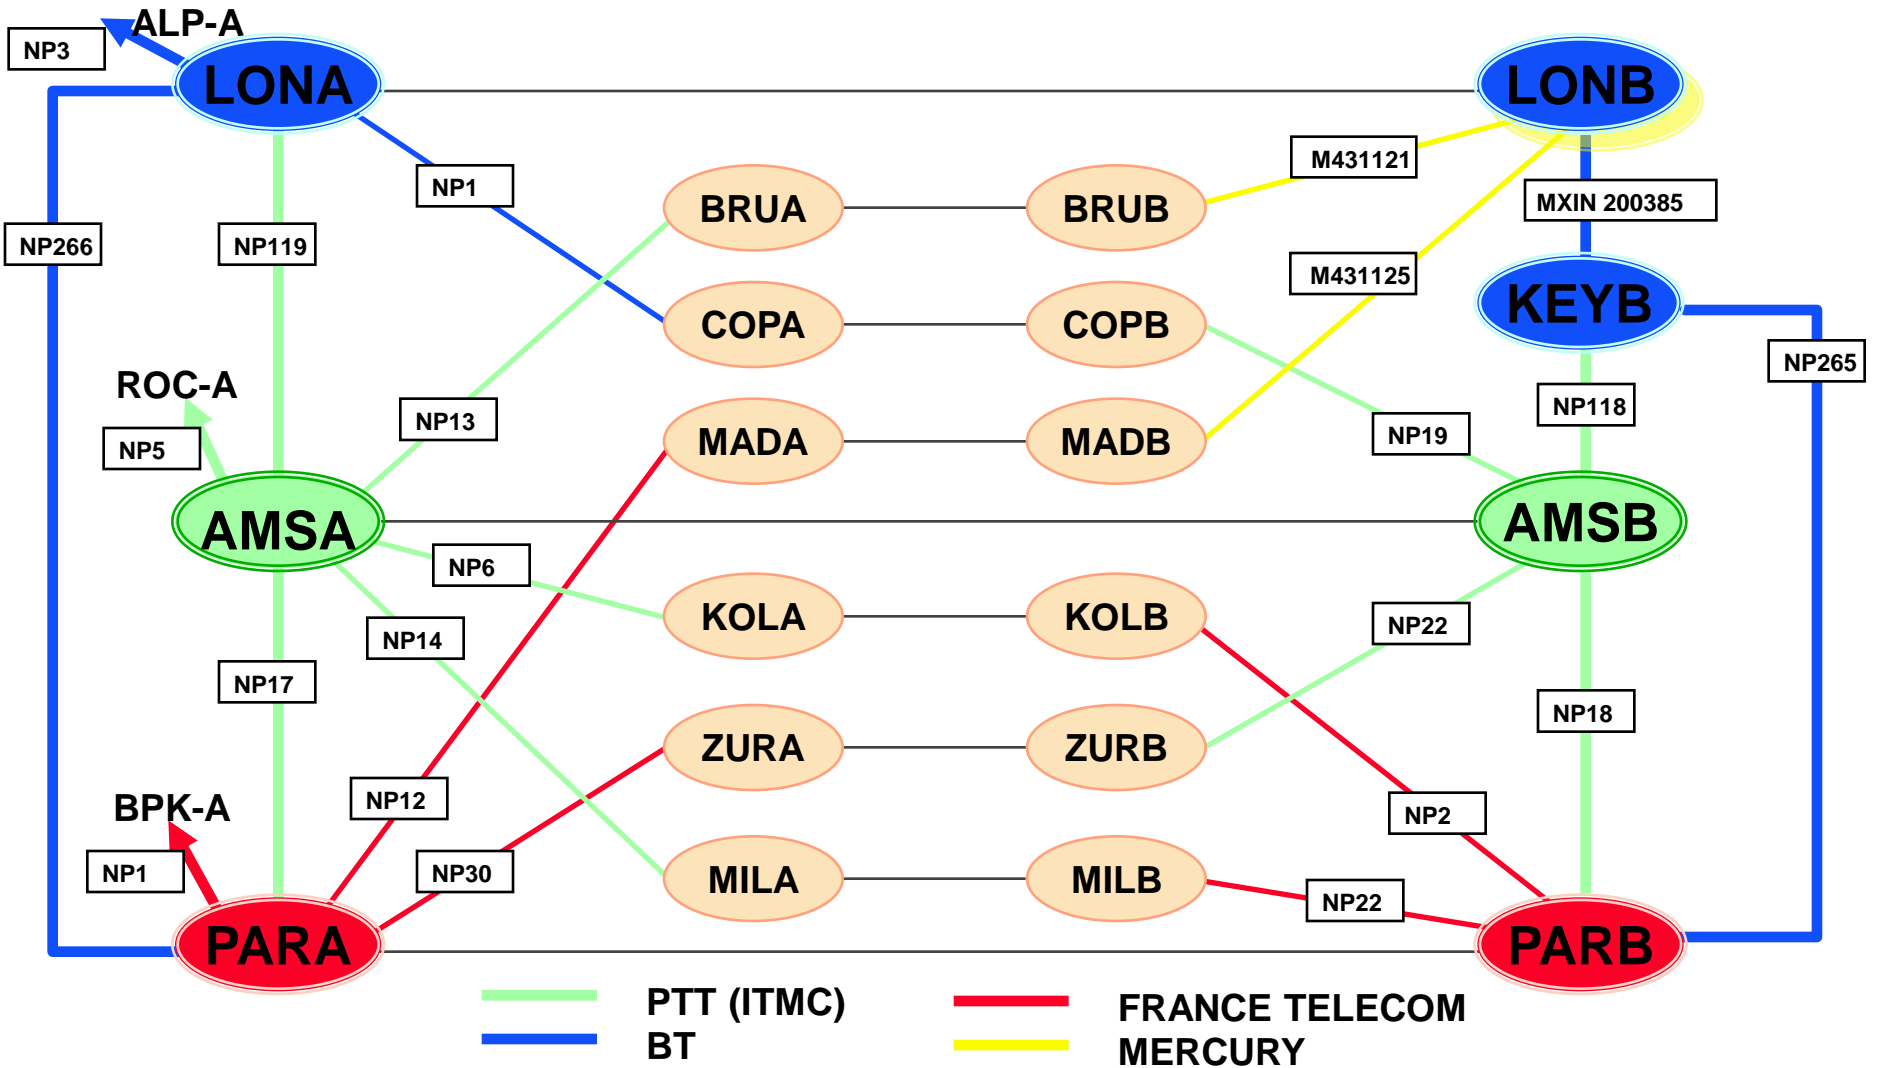 ALP-A
NP3
LONA
LONB
M431121
NP1
MXIN 200385
BRUA
BRUB
NP266
NP119
M431125
KEYB
COPA
COPB
NP265
ROC-A
NP118
NP13
NP19
NP5
MADA
MADB
AMSA
AMSB
NP6
KOLA
KOLB
NP22
NP14
NP17
NP18
ZURA
ZURB
NP12
BPK-A
NP2
NP1
NP30
MILA
MILB
NP22
PARA
PARB
PTT (ITMC)
FRANCE TELECOM
BT
MERCURY